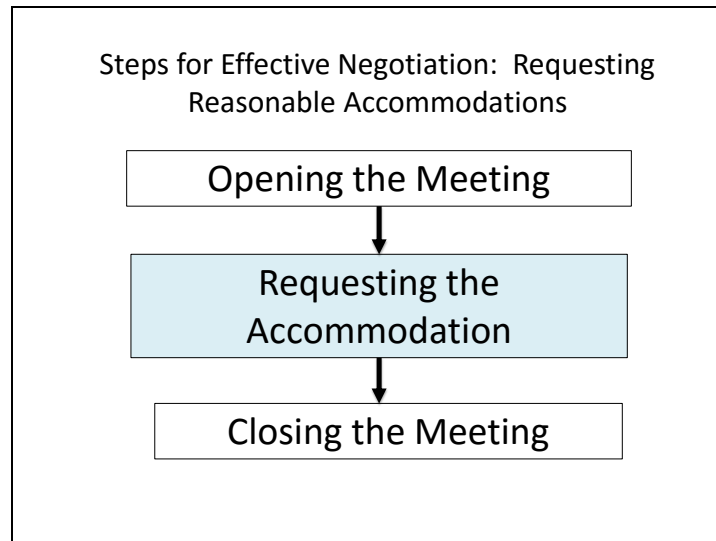 Steps for Effective Negotiation:  Requesting
Reasonable Accommodations
Opening the Meeting
Requesting the
Accommodation
Closing the Meeting